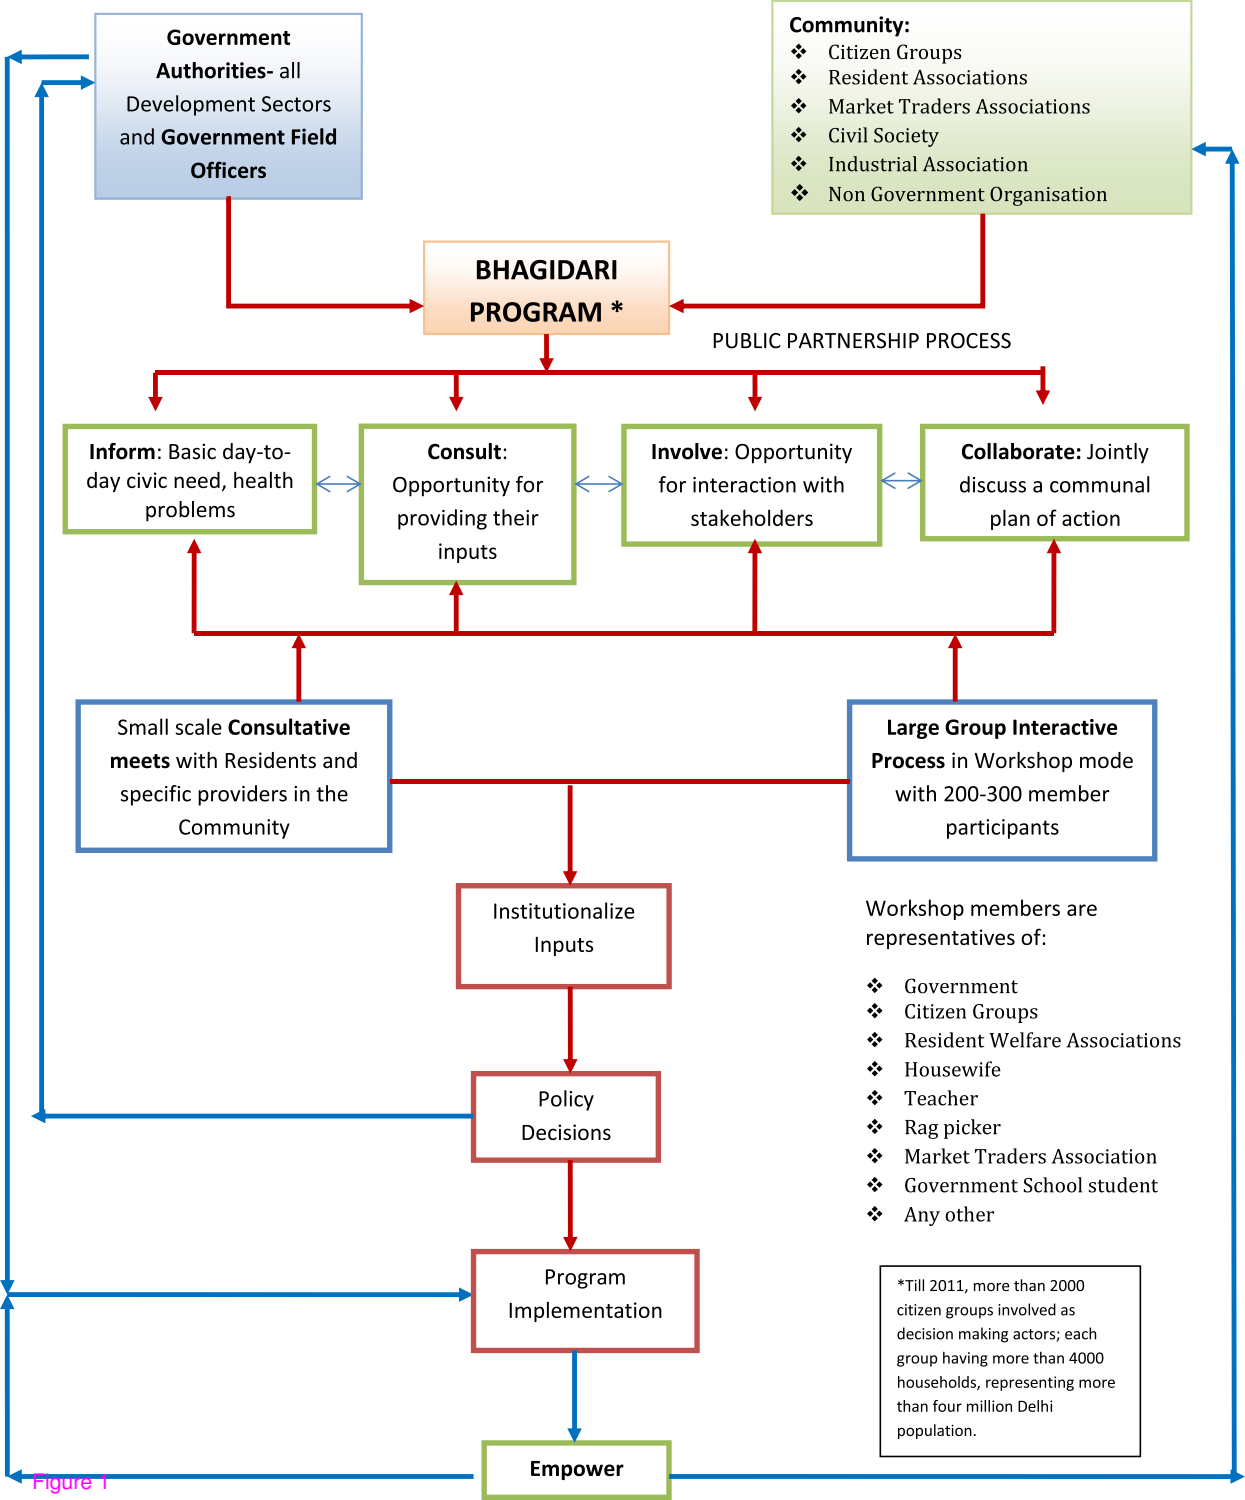 Government
Authorities- all
Development Sectors
and Government Field
Officers
Community:
❖ Citizen Groups
❖ Resident Associations
❖ Market Traders Associations
❖ Civil Society
❖ Industrial Association
❖ Non Government Organisation
BHAGIDARI
PROGRAM *
PUBLIC PARTNERSHIP PROCESS
Inform: Basic day-to-
day civic need, health
problems
Consult:
Opportunity for
providing their
inputs
Involve: Opportunity
for interaction with
stakeholders
Collaborate: Jointly
discuss a communal
plan of action
Small scale Consultative
meets with Residents and
specific providers in the
Community
Large Group Interactive
Process in Workshop mode
with 200-300 member
participants
Institutionalize
Inputs
Workshop members are
representatives of:
❖ Government
❖ Citizen Groups
❖ Resident Welfare Associations
❖ Housewife
❖ Teacher
❖ Rag picker
❖ Market Traders Association
❖ Government School student
❖ Any other
Policy
Decisions
Program
Implementation
*Till 2011, more than 2000
citizen groups involved as
decision making actors; each
group having more than 4000
households, representing more
than four million Delhi
population.
Empower
Figure 1